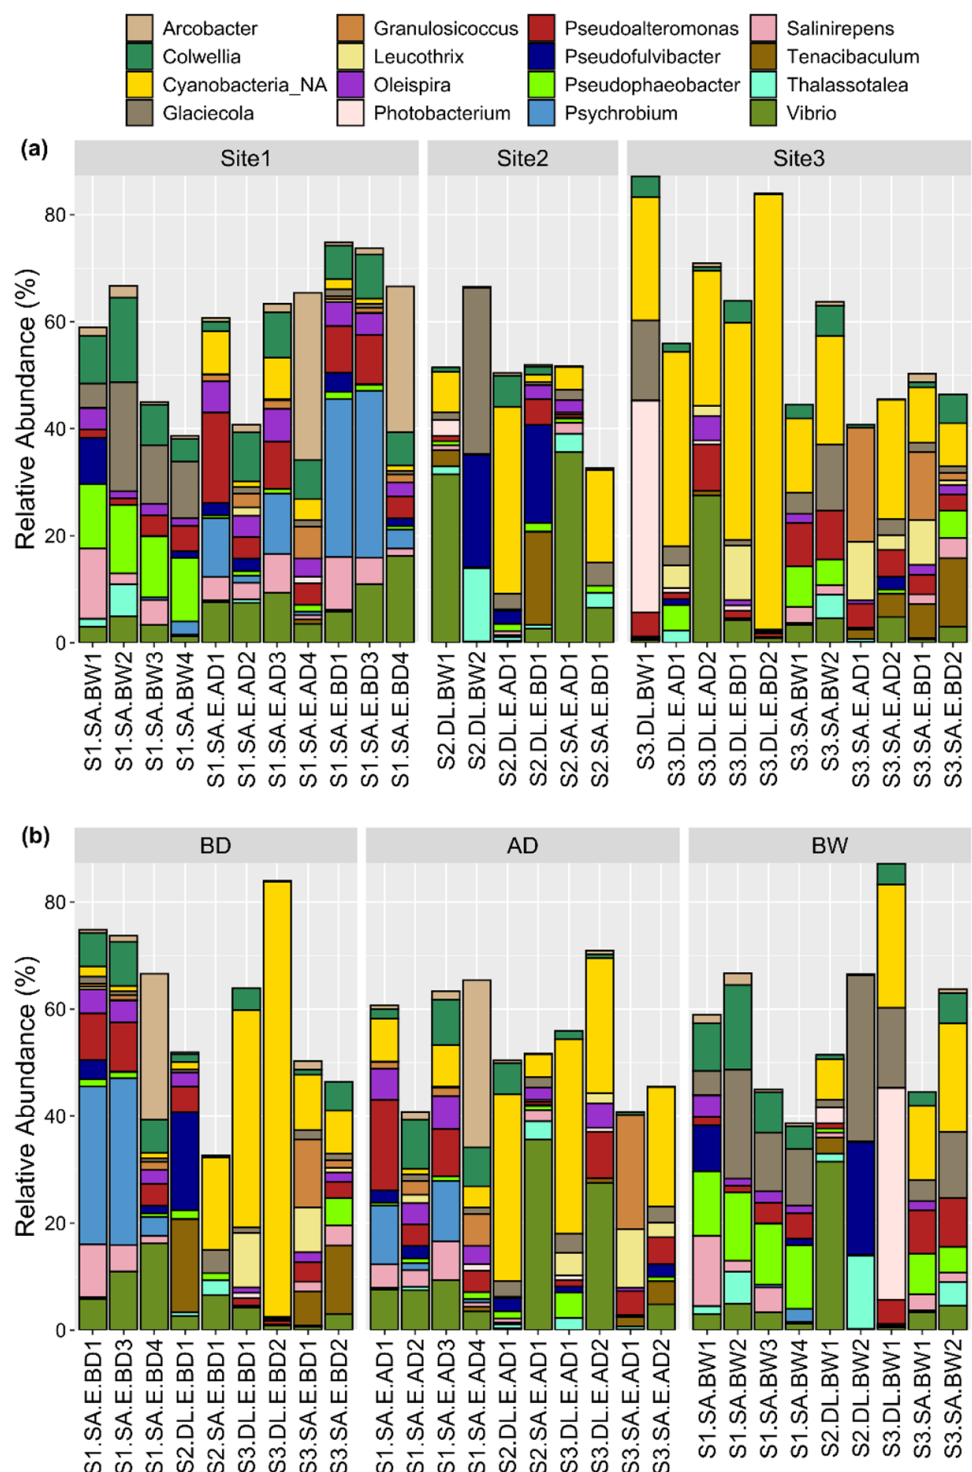 Arcobacter Granulosicoccus Pseudoalteromonas Salinirepens
Colwellia Leucothrix Pseudofulvibacter Tenacibaculum
Cyanobacteria_NA Oleispira Pseudophaeobacter Thalassotalea
Glaciecola Photobacterium Psychrobium Vibrio
(a)
Site1 Site2 Site3
Relative Abundance (%)
80
60
40
20
0
S1.SA.BW1
S1.SA.BW2
S1.SA.BW3
S1.SA.BW4
S1.SA.E.AD1
S1.SA.E.AD2
S1.SA.E.AD3
S1.SA.E.AD4
S1.SA.E.BD1
S1.SA.E.BD3
S1.SA.E.BD4
S2.DL.BW1
S2.DL.BW2
S2.DL.E.AD1
S2.DL.E.BD1
S2.SA.E.AD1
S2.SA.E.BD1
S3.DL.BW1
S3.DL.E.AD1
S3.DL.E.AD2
S3.DL.E.BD1
S3.DL.E.BD2
S3.SA.BW1
S3.SA.BW2
S3.SA.E.AD1
S3.SA.E.AD2
S3.SA.E.BD1
S3.SA.E.BD2
(b)
BD AD BW
Relative Abundance (%)
80
60
40
20
0
S1.SA.E.BD1
S1.SA.E.BD3
S1.SA.E.BD4
S2.DL.E.BD1
S2.SA.E.BD1
S3.DL.E.BD1
S3.DL.E.BD2
S3.SA.E.BD1
S3.SA.E.BD2
S1.SA.E.AD1
S1.SA.E.AD2
S1.SA.E.AD3
S1.SA.E.AD4
S2.DL.E.AD1
S2.SA.E.AD1
S3.DL.E.AD1
S3.DL.E.AD2
S3.SA.E.AD1
S3.SA.E.AD2
S1.SA.BW1
S1.SA.BW2
S1.SA.BW3
S1.SA.BW4
S2.DL.BW1
S2.DL.BW2
S3.DL.BW1
S3.SA.BW1
S3.SA.BW2